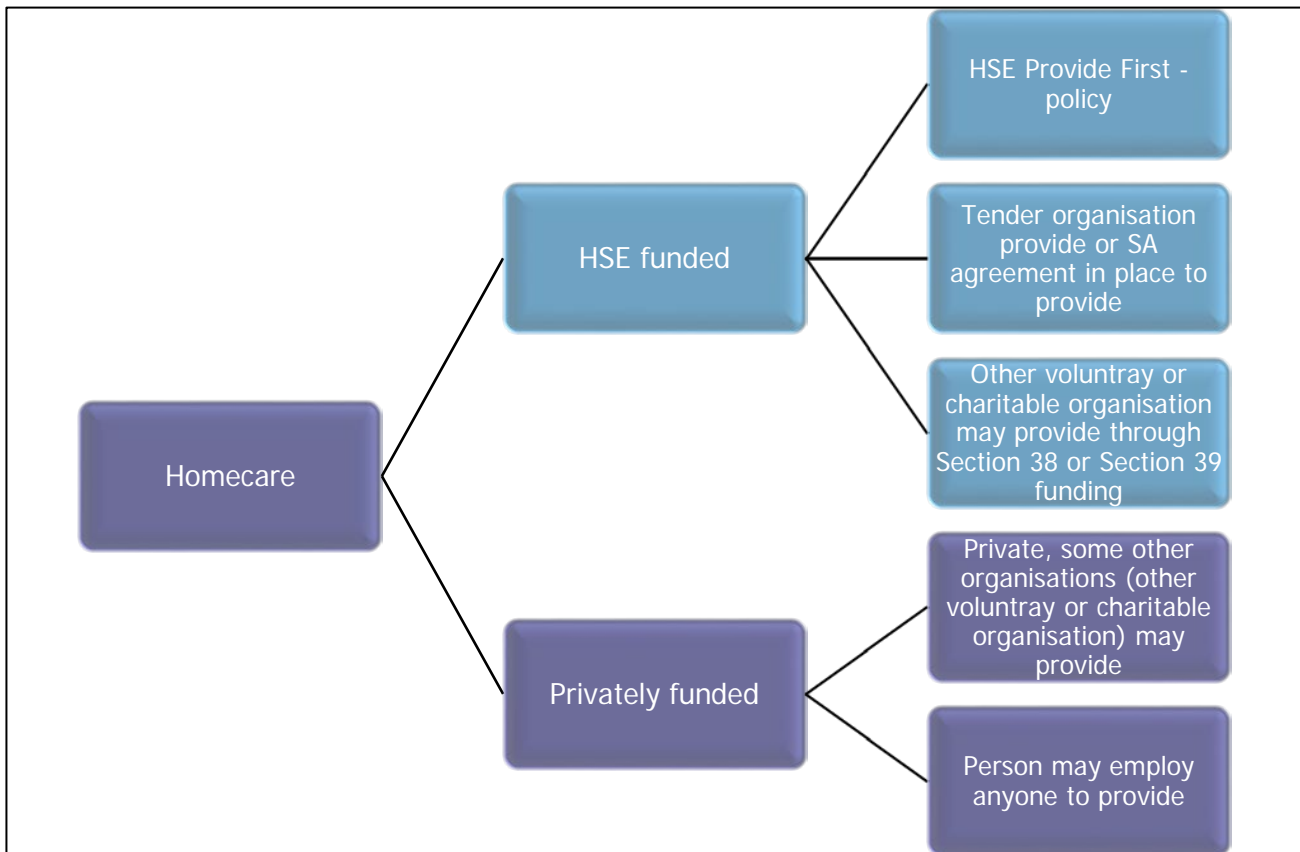 HSE Provide First -
policy
Tender organisation
provide or SA
agreement in place to
provide
HSE funded
Other voluntray or
charitable organisation
may provide through
Section 38 or Section 39
funding
Homecare
Private, some other
organisations (other
voluntray or charitable
organisation) may
provide
Privately funded
Person may employ
anyone to provide